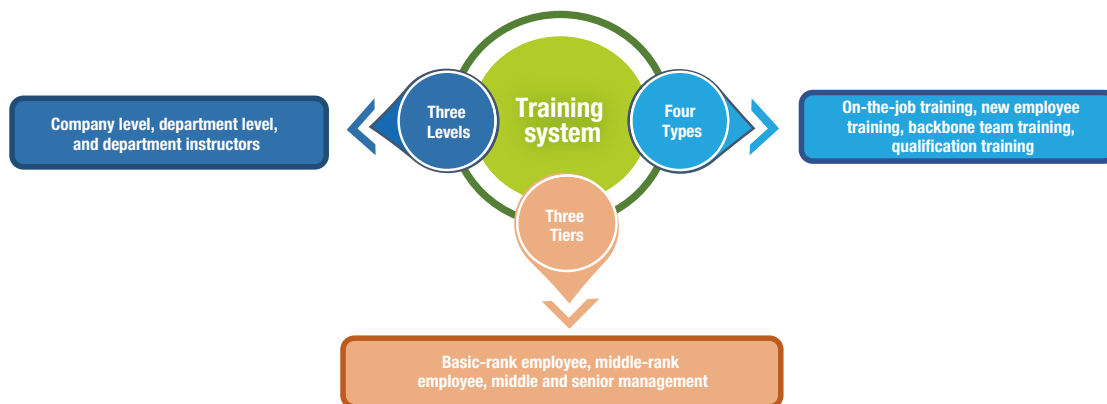 Training
system
Three
Levels
Four
Types
Three
Tiers
Company level, department level,
and department instructors
On-the-job training, new employee
training, backbone team training,
qualification training
Basic-rank employee, middle-rank
employee, middle and senior management